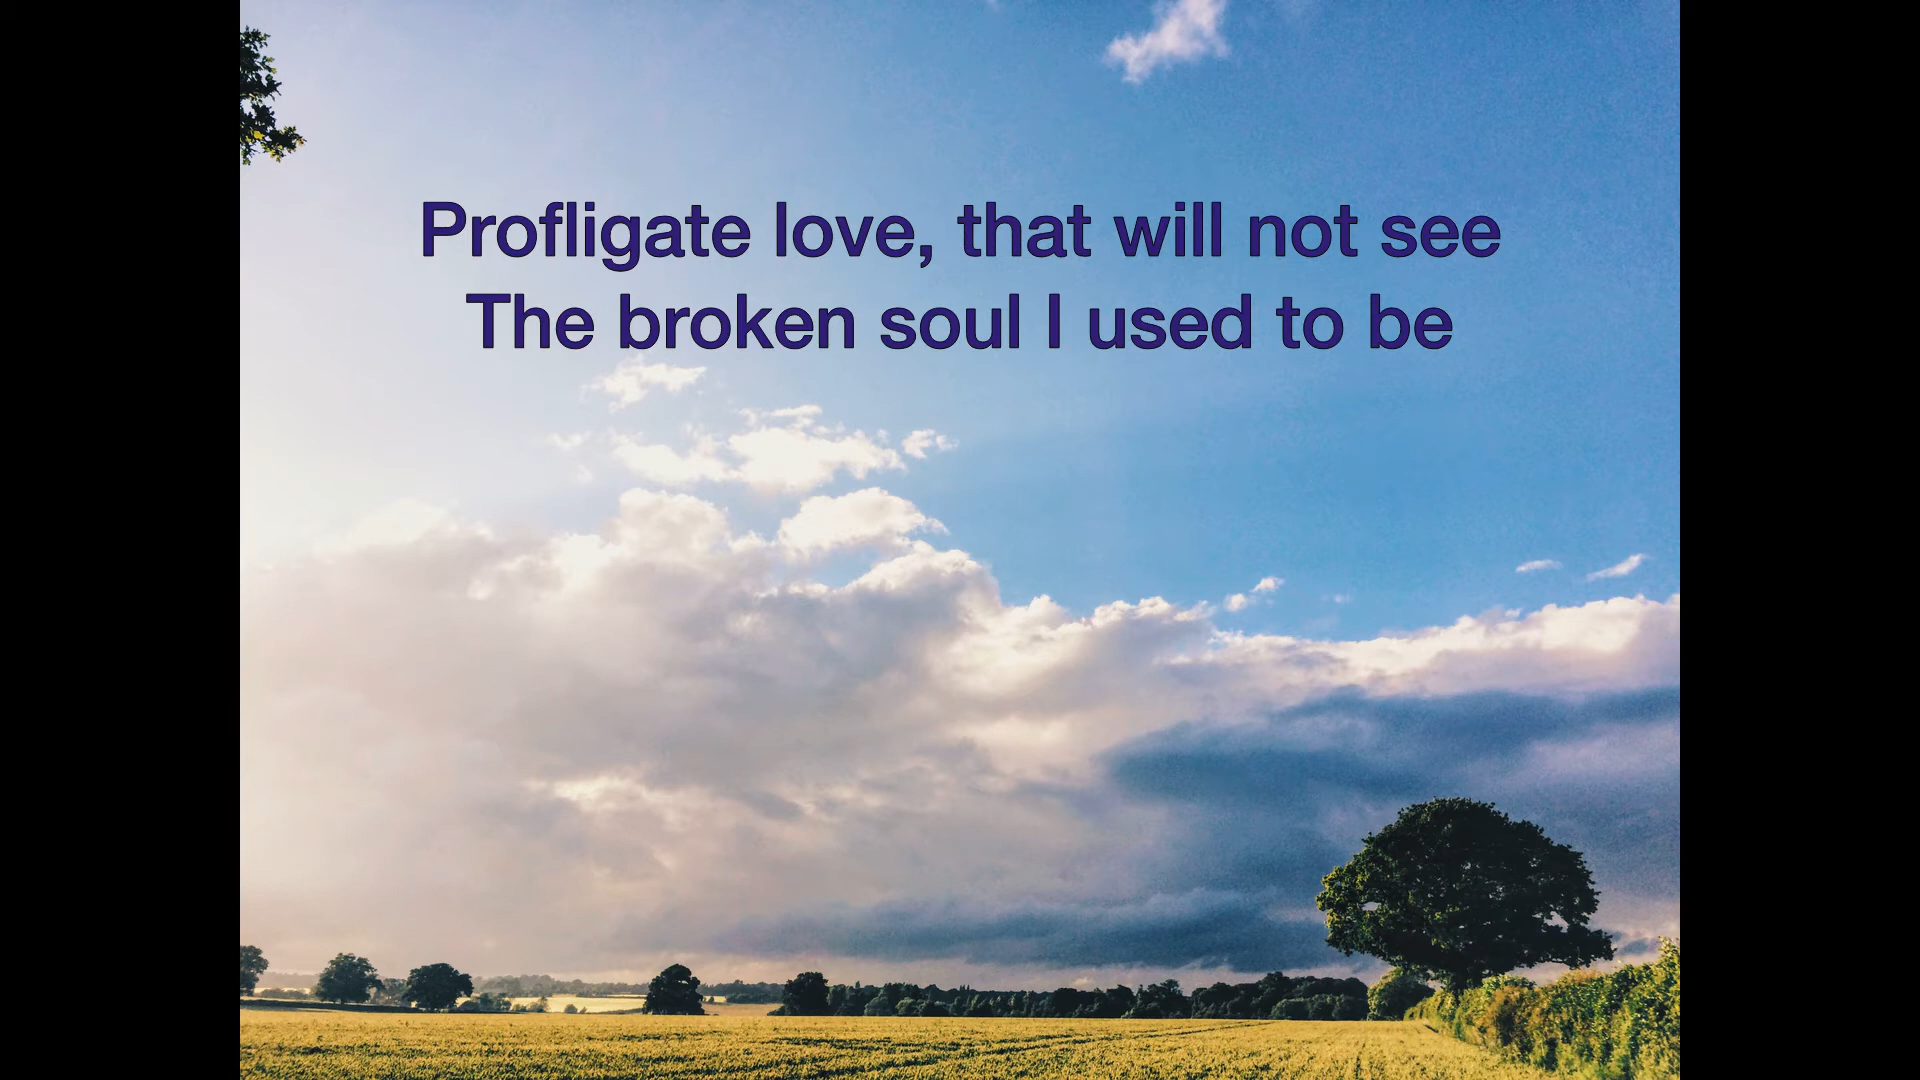 Profligate love, that will not see
The broken soul I used to be